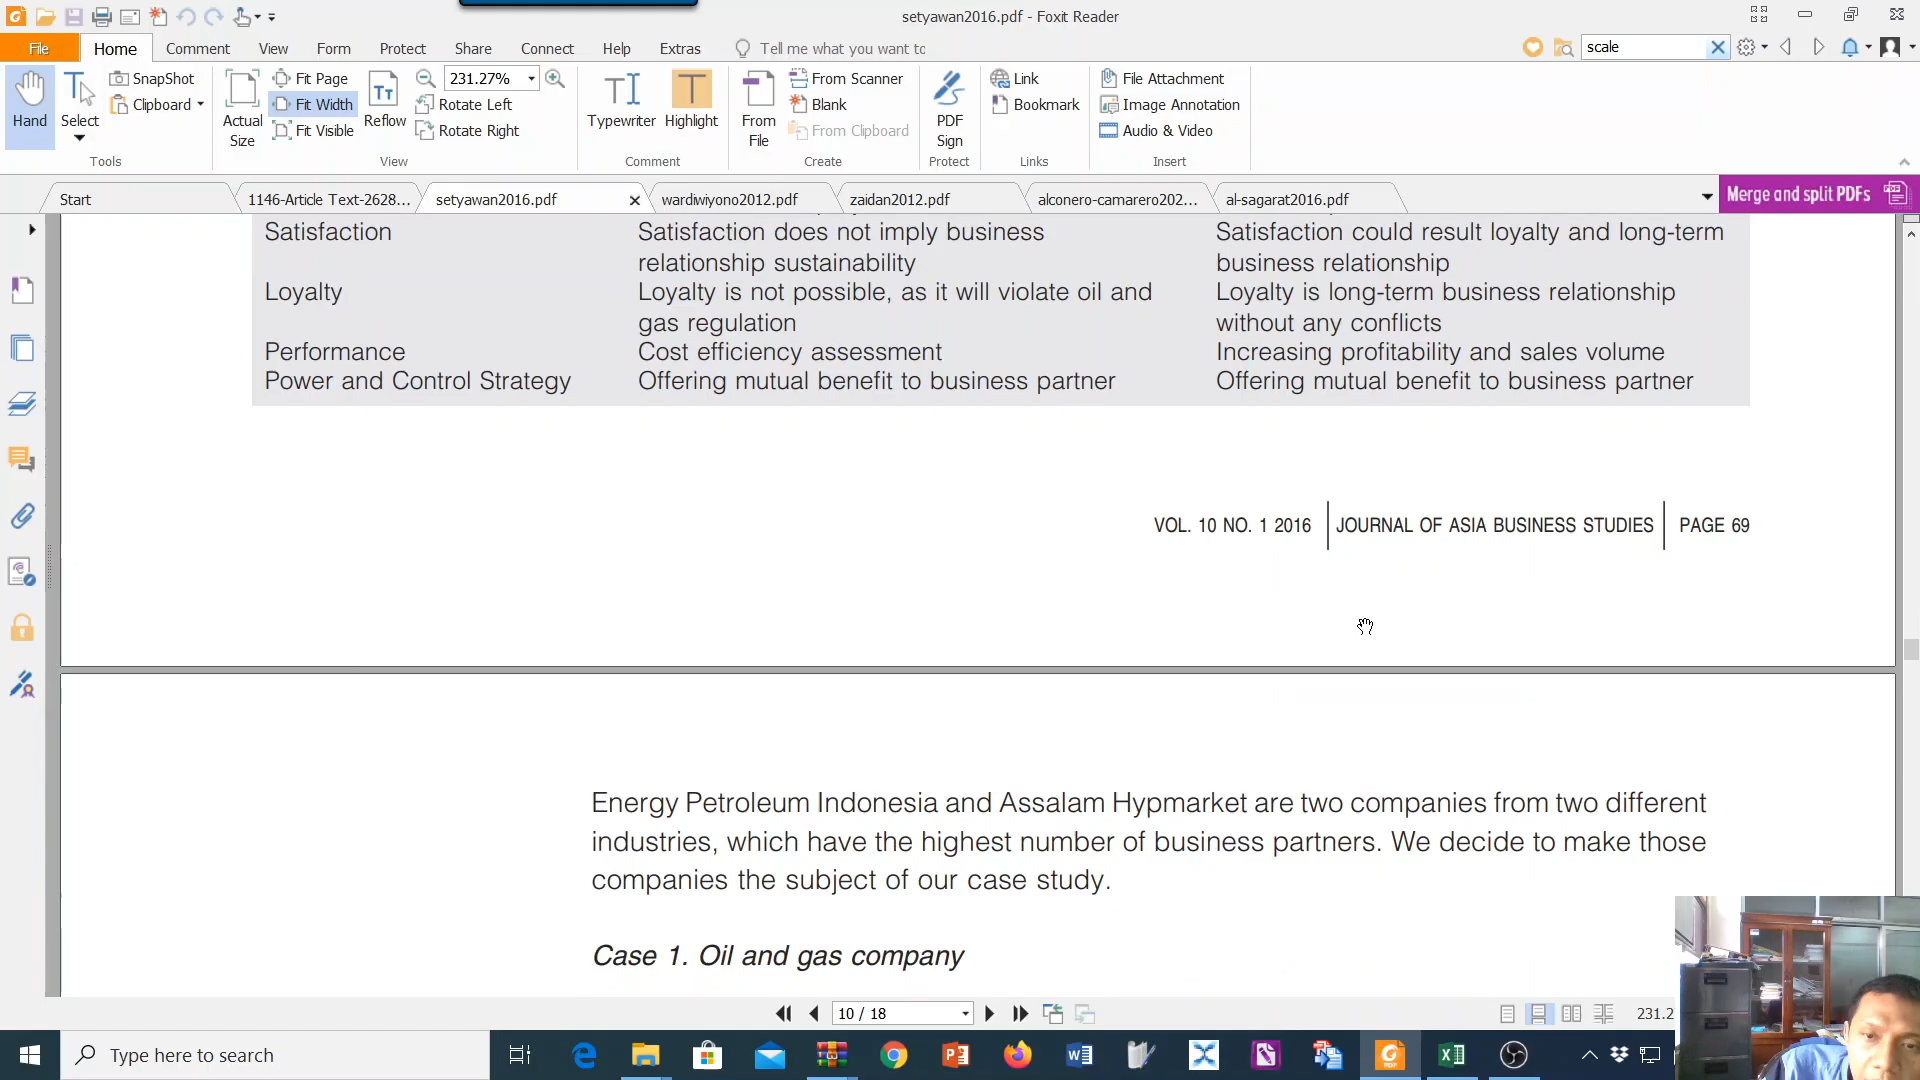 setyawan2016.pdf - Foxit Reader
File Home Comment View Form Protect Share Connect Help Extras Tell me what you want to scale
Hand
Select
SnapShot
Clipboard
Tools
Actual Size
Fit Page
Fit Width
Fit Visible
Reflow
231.27%
Rotate Left
Rotate Right
View
Typewriter
Highlight
Comment
From File
From Scanner
Blank
From Clipboard
Create
PDF Sign
Protect
Link
Bookmark
Links
File Attachment
Image Annotation
Audio & Video
Insert
Start 1146-Article Text-2628... setyawan2016.pdf wardiwiyono2012.pdf zaidan2012.pdf alconero-camarero202... al-sagarat2016.pdf Merge and split PDFs
Satisfaction Satisfaction does not imply business Satisfaction could result loyalty and long-term
relationship sustainability business relationship
Loyalty Loyalty is not possible, as it will violate oil and Loyalty is long-term business relationship
gas regulation without any conflicts
Performance Cost efficiency assessment Increasing profitability and sales volume
Power and Control Strategy Offering mutual benefit to business partner Offering mutual benefit to business partner
VOL. 10 NO. 1 2016 JOURNAL OF ASIA BUSINESS STUDIES PAGE 69
Energy Petroleum Indonesia and Assalam Hypmarket are two companies from two different
industries, which have the highest number of business partners. We decide to make those
companies the subject of our case study.
Case 1. Oil and gas company
10 / 18
231.2
Type here to search